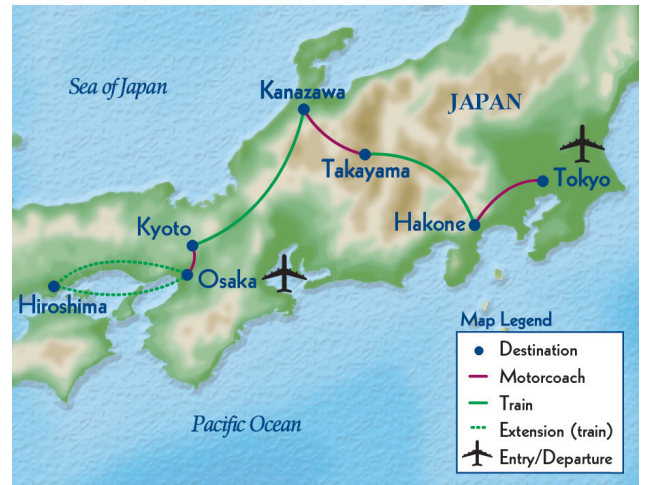 Sea of Japan
Kanazawa
JAPAN
Takayama
Tokyo
Kyoto
Hakone
Osaka
Hiroshima
Pacific Ocean
Map Legend
Destination
Motorcoach
Train
Extension (train)
Entry/Departure